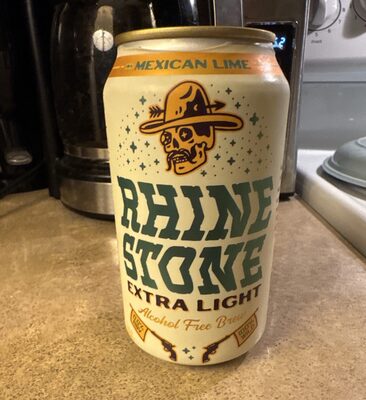 MEXICAN LIME
RHINE
STONE
EXTRA LIGHT
Alcohol Free Brew